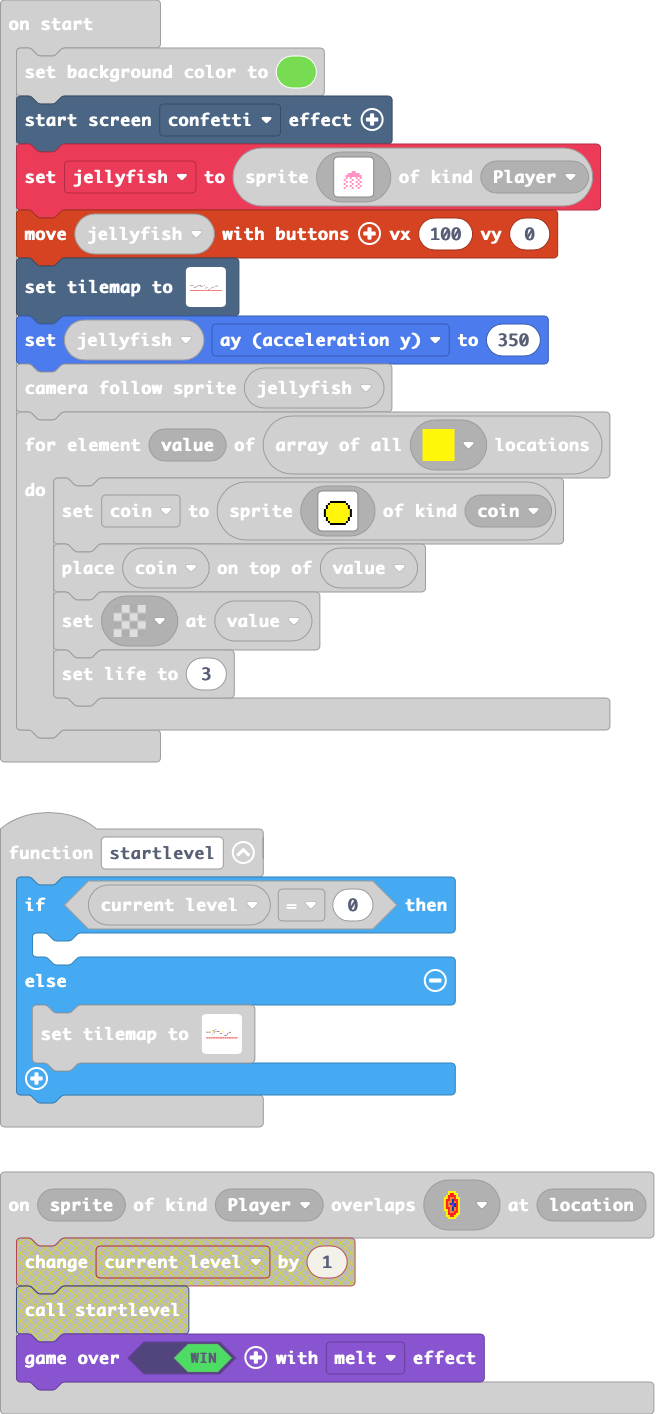 on start
set background color to
start screen confetti effect
set jellyfish to sprite of kind Player
move jellyfish with buttons vx 100 vy 0
set tilemap to
set jellyfish ay (acceleration y) to 350
camera follow sprite jellyfish
for element value of array of all locations
do
set coin to sprite of kind coin
place coin on top of value
set at value
set life to 3
function startlevel
if current level = 0 then
else
set tilemap to
on sprite of kind Player overlaps at location
change current level by 1
call startlevel
game over WIN with melt effect